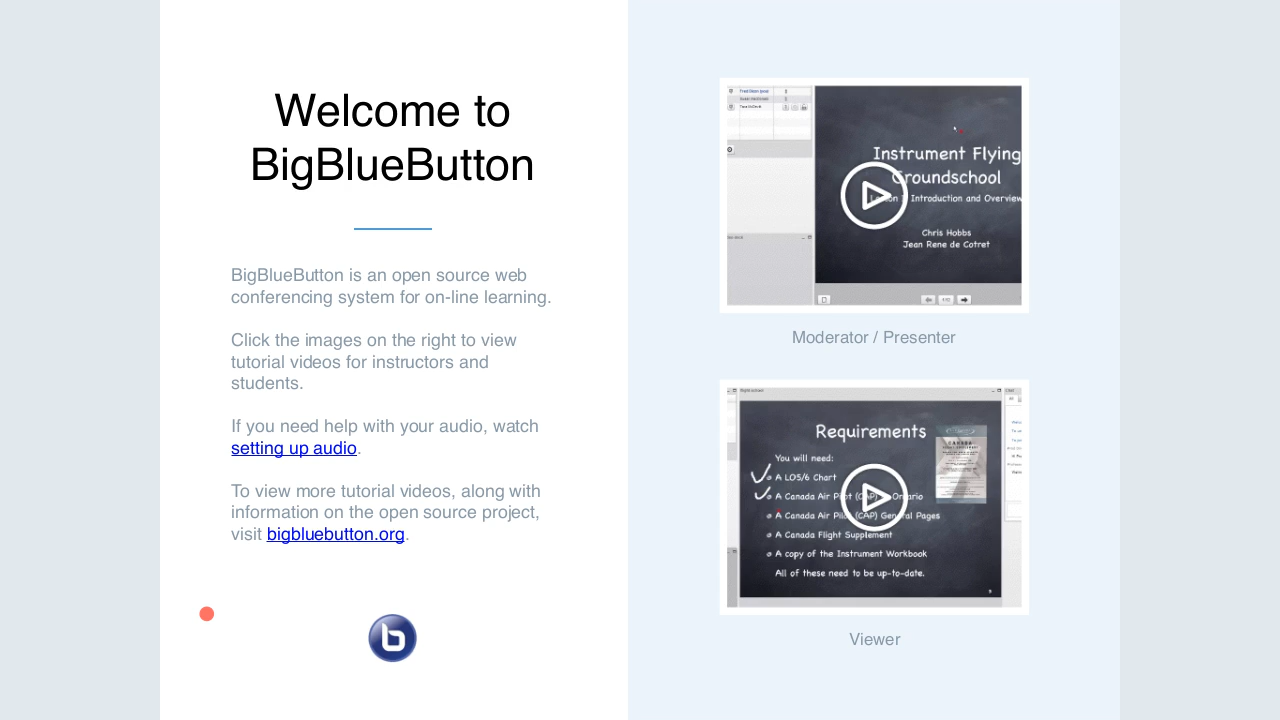 Welcome to
BigBlueButton
BigBlueButton is an open source web
conferencing system for on-line learning.
Click the images on the right to view
tutorial videos for instructors and
students.
If you need help with your audio, watch
setting up audio.
To view more tutorial videos, along with
information on the open source project,
visit bigbluebutton.org.
Instrument Flying
Groundschool
Introduction and Overview
Chris Hobbs
Jean Rene de Cotret
Moderator / Presenter
Requirements
You will need:
A LO5/6 Chart
A Canada Air Pilot (CAP) Ontario
A Canada Air Pilot (CAP) General Pages
A Canada Flight Supplement
A copy of the Instrument Workbook
All of these need to be up-to-date.
Viewer